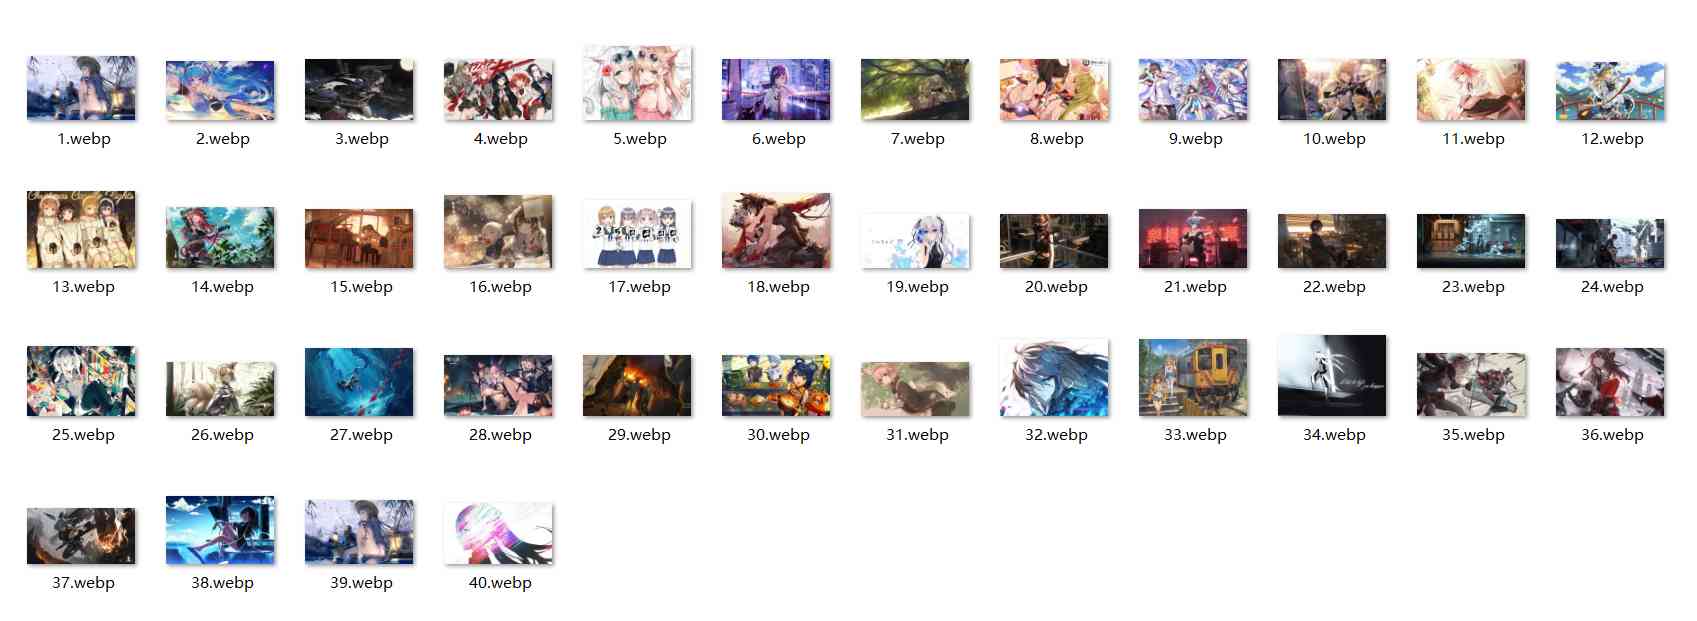 1.webp 2.webp 3.webp 4.webp 5.webp 6.webp 7.webp 8.webp 9.webp 10.webp 11.webp 12.webp
13.webp 14.webp 15.webp 16.webp 17.webp 18.webp 19.webp 20.webp 21.webp 22.webp 23.webp 24.webp
25.webp 26.webp 27.webp 28.webp 29.webp 30.webp 31.webp 32.webp 33.webp 34.webp 35.webp 36.webp
37.webp 38.webp 39.webp 40.webp